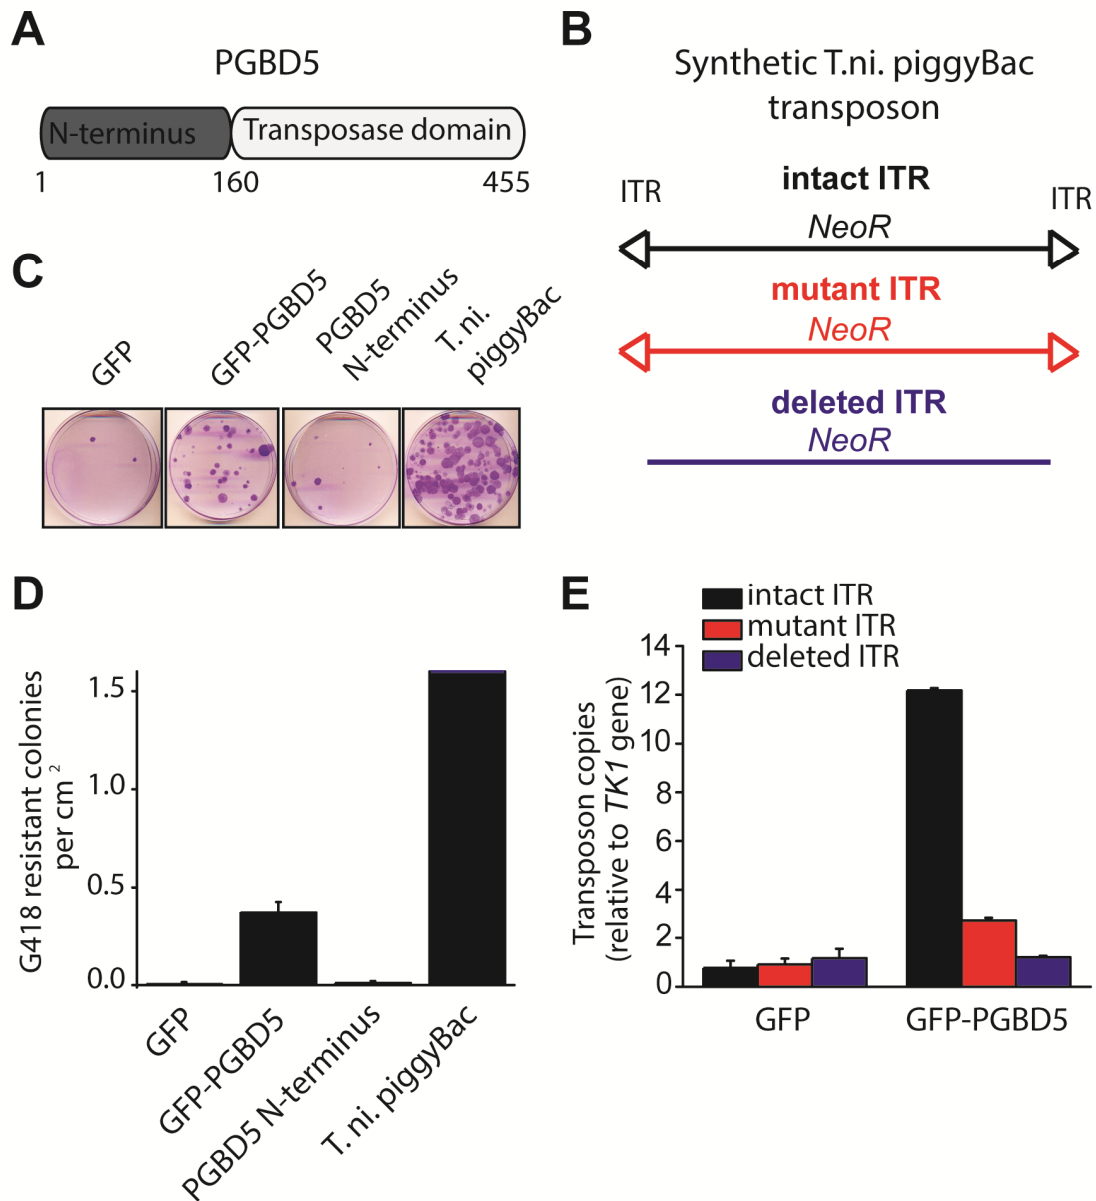 A
PGBD5
N-terminus
Transposase domain
1
160
455
B
Synthetic T.ni. piggyBac
transposon
ITR
intact ITR
ITR
NeoR
mutant ITR
NeoR
deleted ITR
NeoR
C
GFP
GFP-PGBD5
PGBD5
N-terminus
T. ni.
piggyBac
D
G418 resistant colonies
per cm 2
1.5
1.0
0.5
0.0
GFP
GFP-PGBD5
PGBD5 N-terminus
T. ni. piggyBac
E
intact ITR
mutant ITR
deleted ITR
Transposon copies
(relative to TK1 gene)
14
12
10
8
6
4
2
0
GFP
GFP-PGBD5